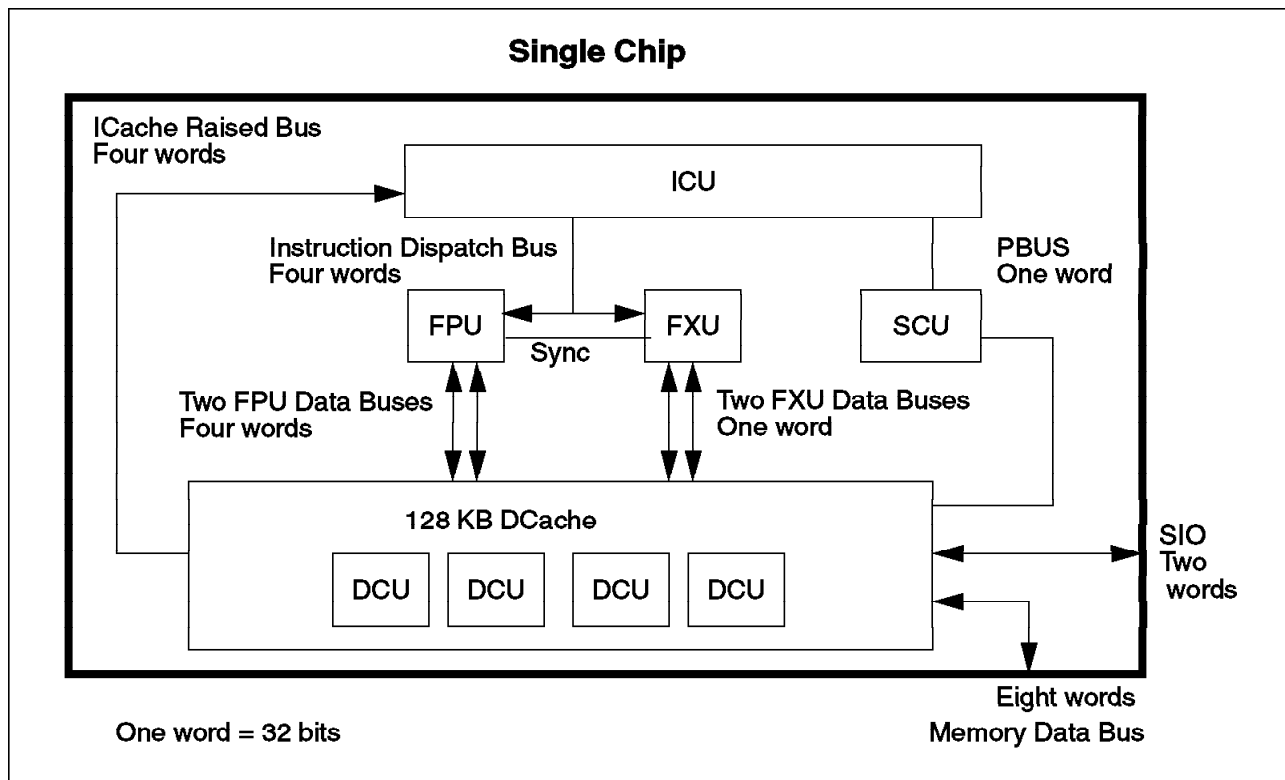 Single Chip
ICache Raised Bus
Four words
ICU
Instruction Dispatch Bus
Four words
PBUS
One word
FPU
FXU
SCU
Sync
Two FPU Data Buses
Four words
Two FXU Data Buses
One word
128 KB DCache
SIO
Two
words
DCU
DCU
DCU
DCU
Eight words
Memory Data Bus
One word = 32 bits